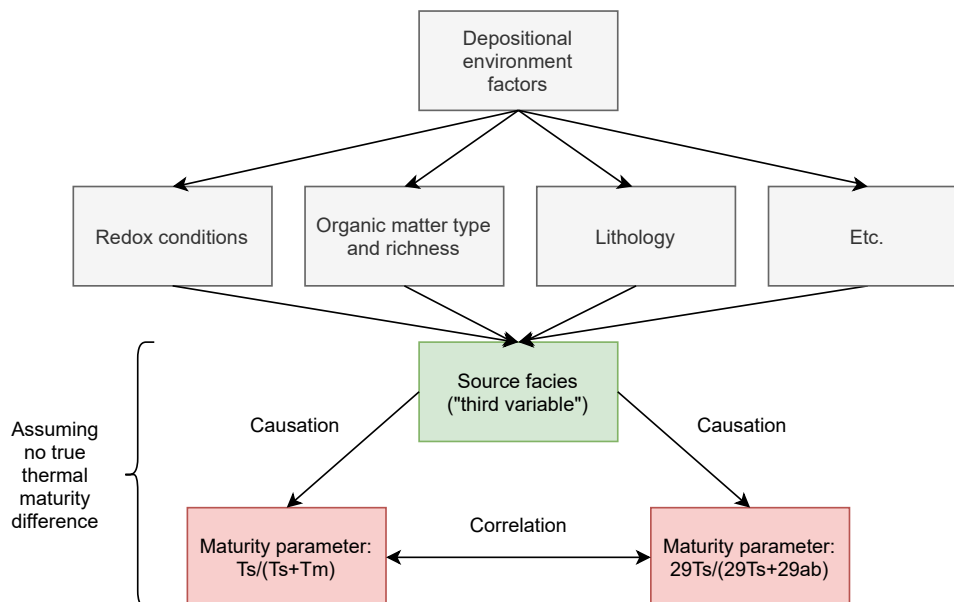 Depositional
environment
factors
Redox conditions
Organic matter type
and richness
Lithology
Etc.
Source facies
("third variable")
Causation
Causation
Assuming
no true
thermal
maturity
difference
Correlation
Maturity parameter:
Ts/(Ts+Tm)
Maturity parameter:
29Ts/(29Ts+29ab)